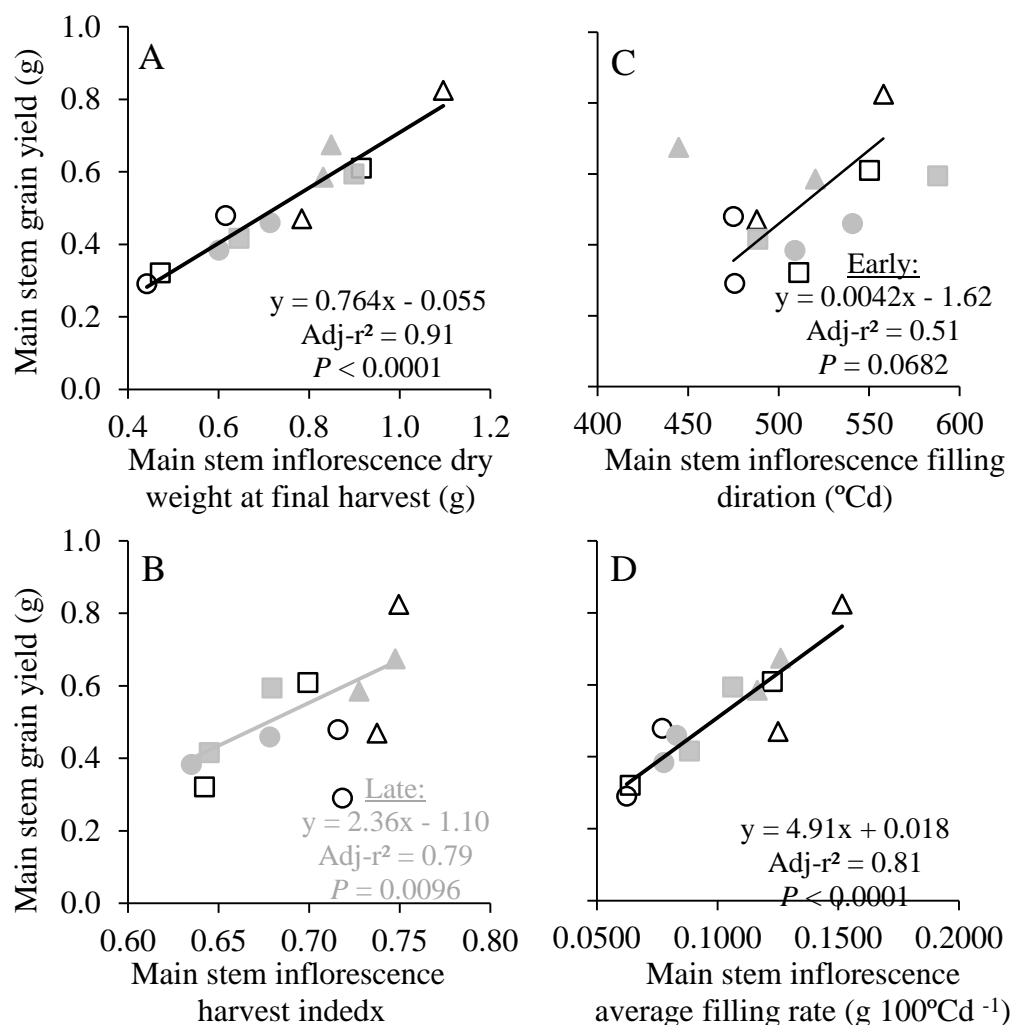 A
Main stem grain yield (g)
1.0
0.8
0.6
0.4
0.2
0.0
y = 0.764x - 0.055
Adj-r² = 0.91
P < 0.0001
0.4 0.6 0.8 1.0 1.2
Main stem inflorescence dry
weight at final harvest (g)
C
Early:
y = 0.0042x - 1.62
Adj-r² = 0.51
P = 0.0682
400 450 500 550 600
Main stem inflorescence filling
diration (ºCd)
B
Main stem grain yield (g)
1.0
0.8
0.6
0.4
0.2
0.0
Late:
y = 2.36x - 1.10
Adj-r² = 0.79
P = 0.0096
0.60 0.65 0.70 0.75 0.80
Main stem inflorescence
harvest indedx
D
y = 4.91x + 0.018
Adj-r² = 0.81
P < 0.0001
0.0500 0.1000 0.1500 0.2000
Main stem inflorescence
average filling rate (g 100ºCd ⁻¹)